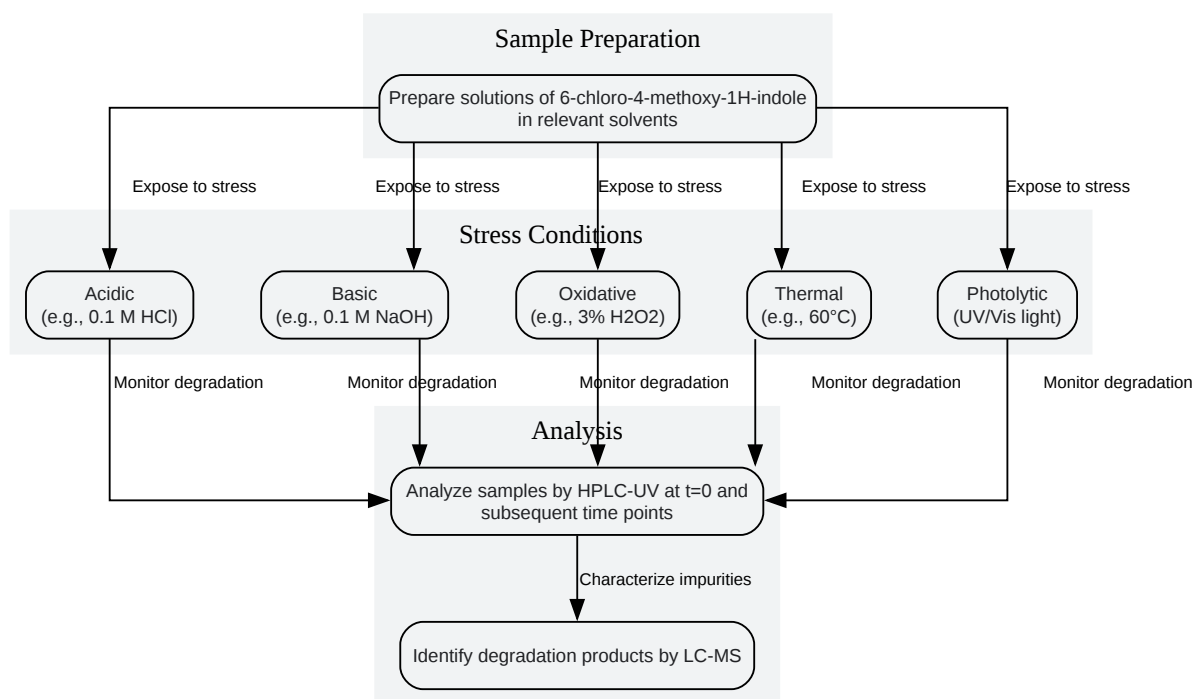 Sample Preparation
Prepare solutions of 6-chloro-4-methoxy-1H-indole
in relevant solvents
Expose to stress
Expose to stress
Expose to stress
Expose to stress
Expose to stress
Stress Conditions
Acidic
(e.g., 0.1 M HCl)
Basic
(e.g., 0.1 M NaOH)
Oxidative
(e.g., 3% H2O2)
Thermal
(e.g., 60°C)
Photolytic
(UV/Vis light)
Monitor degradation
Monitor degradation
Monitor degradation
Monitor degradation
Monitor degradation
Analysis
Analyze samples by HPLC-UV at t=0 and
subsequent time points
Characterize impurities
Identify degradation products by LC-MS